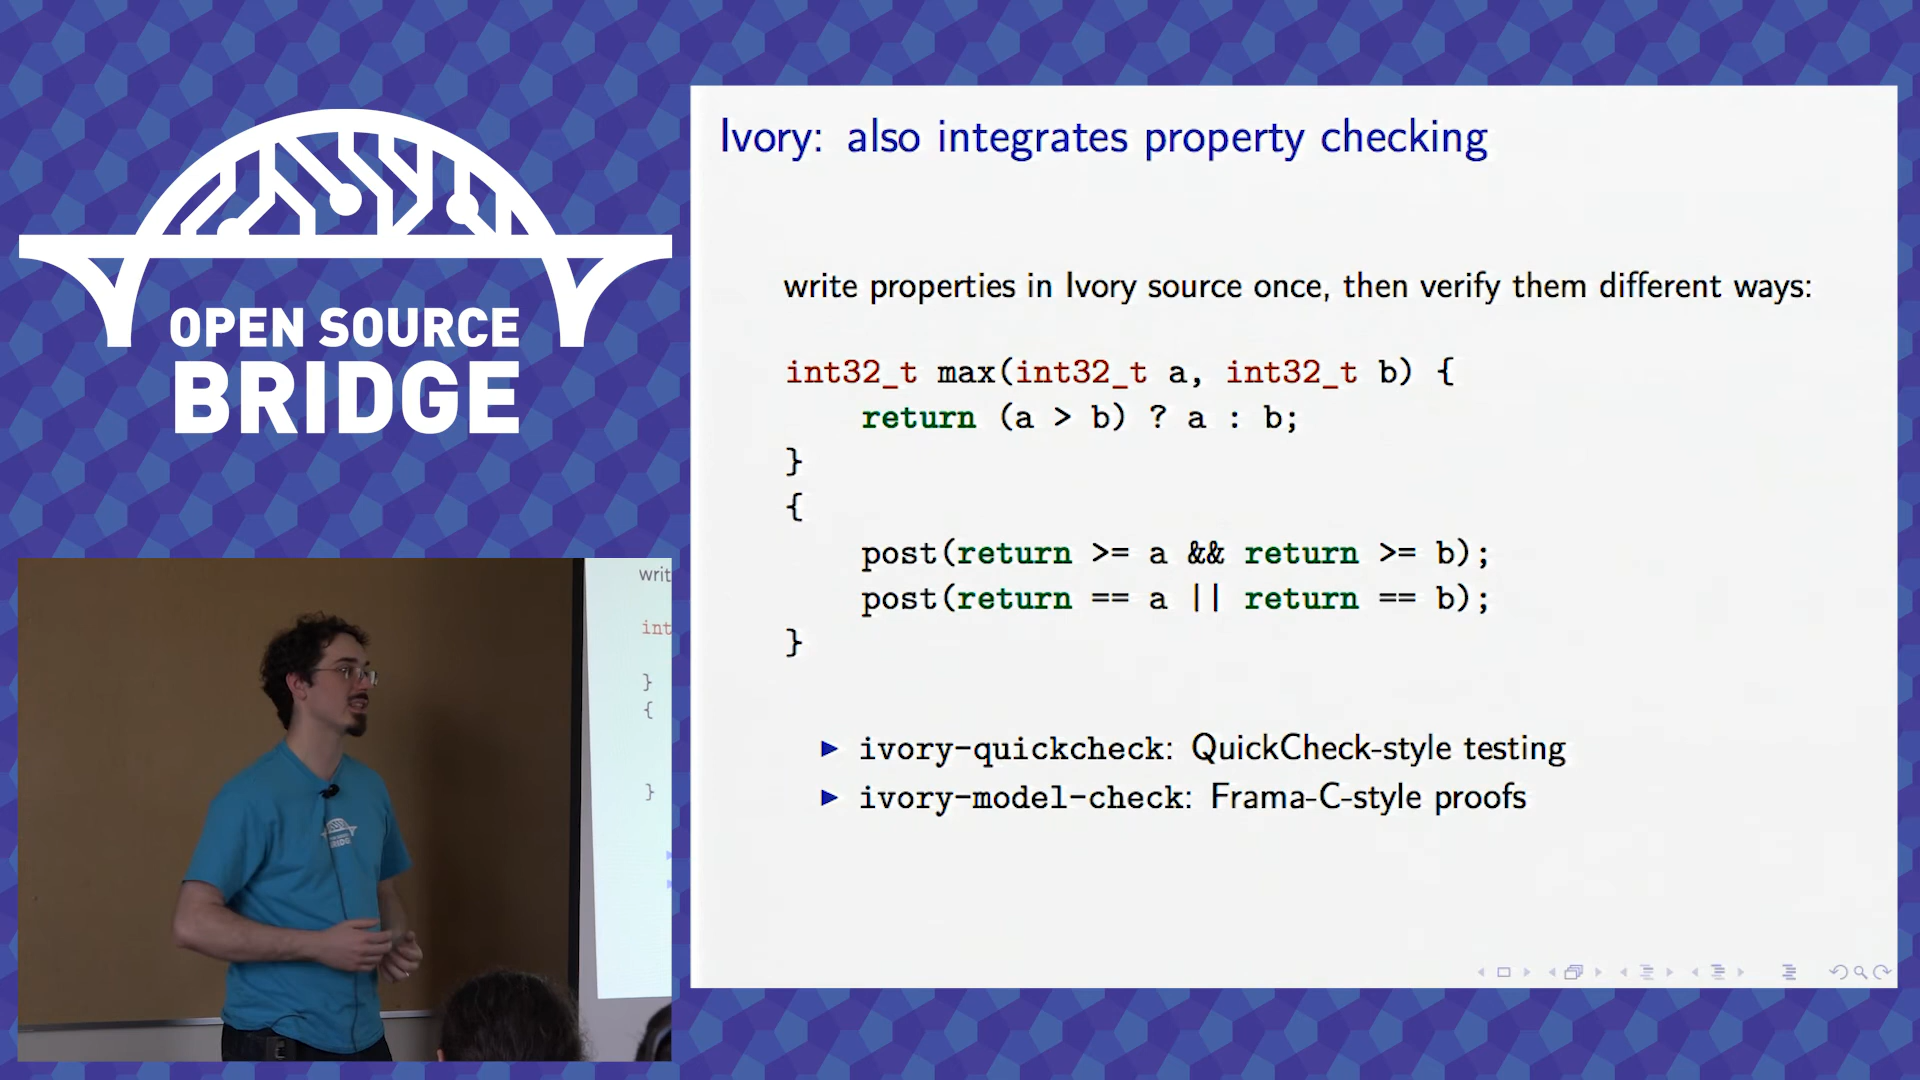 OPEN SOURCE
BRIDGE
Ivory: also integrates property checking
write properties in Ivory source once, then verify them different ways:
int32_t max(int32_t a, int32_t b) {
    return (a > b) ? a : b;
}
{
    post(return >= a && return >= b);
    post(return == a || return == b);
}
▶ ivory-quickcheck: QuickCheck-style testing
▶ ivory-model-check: Frama-C-style proofs
writ
int
}
{
}